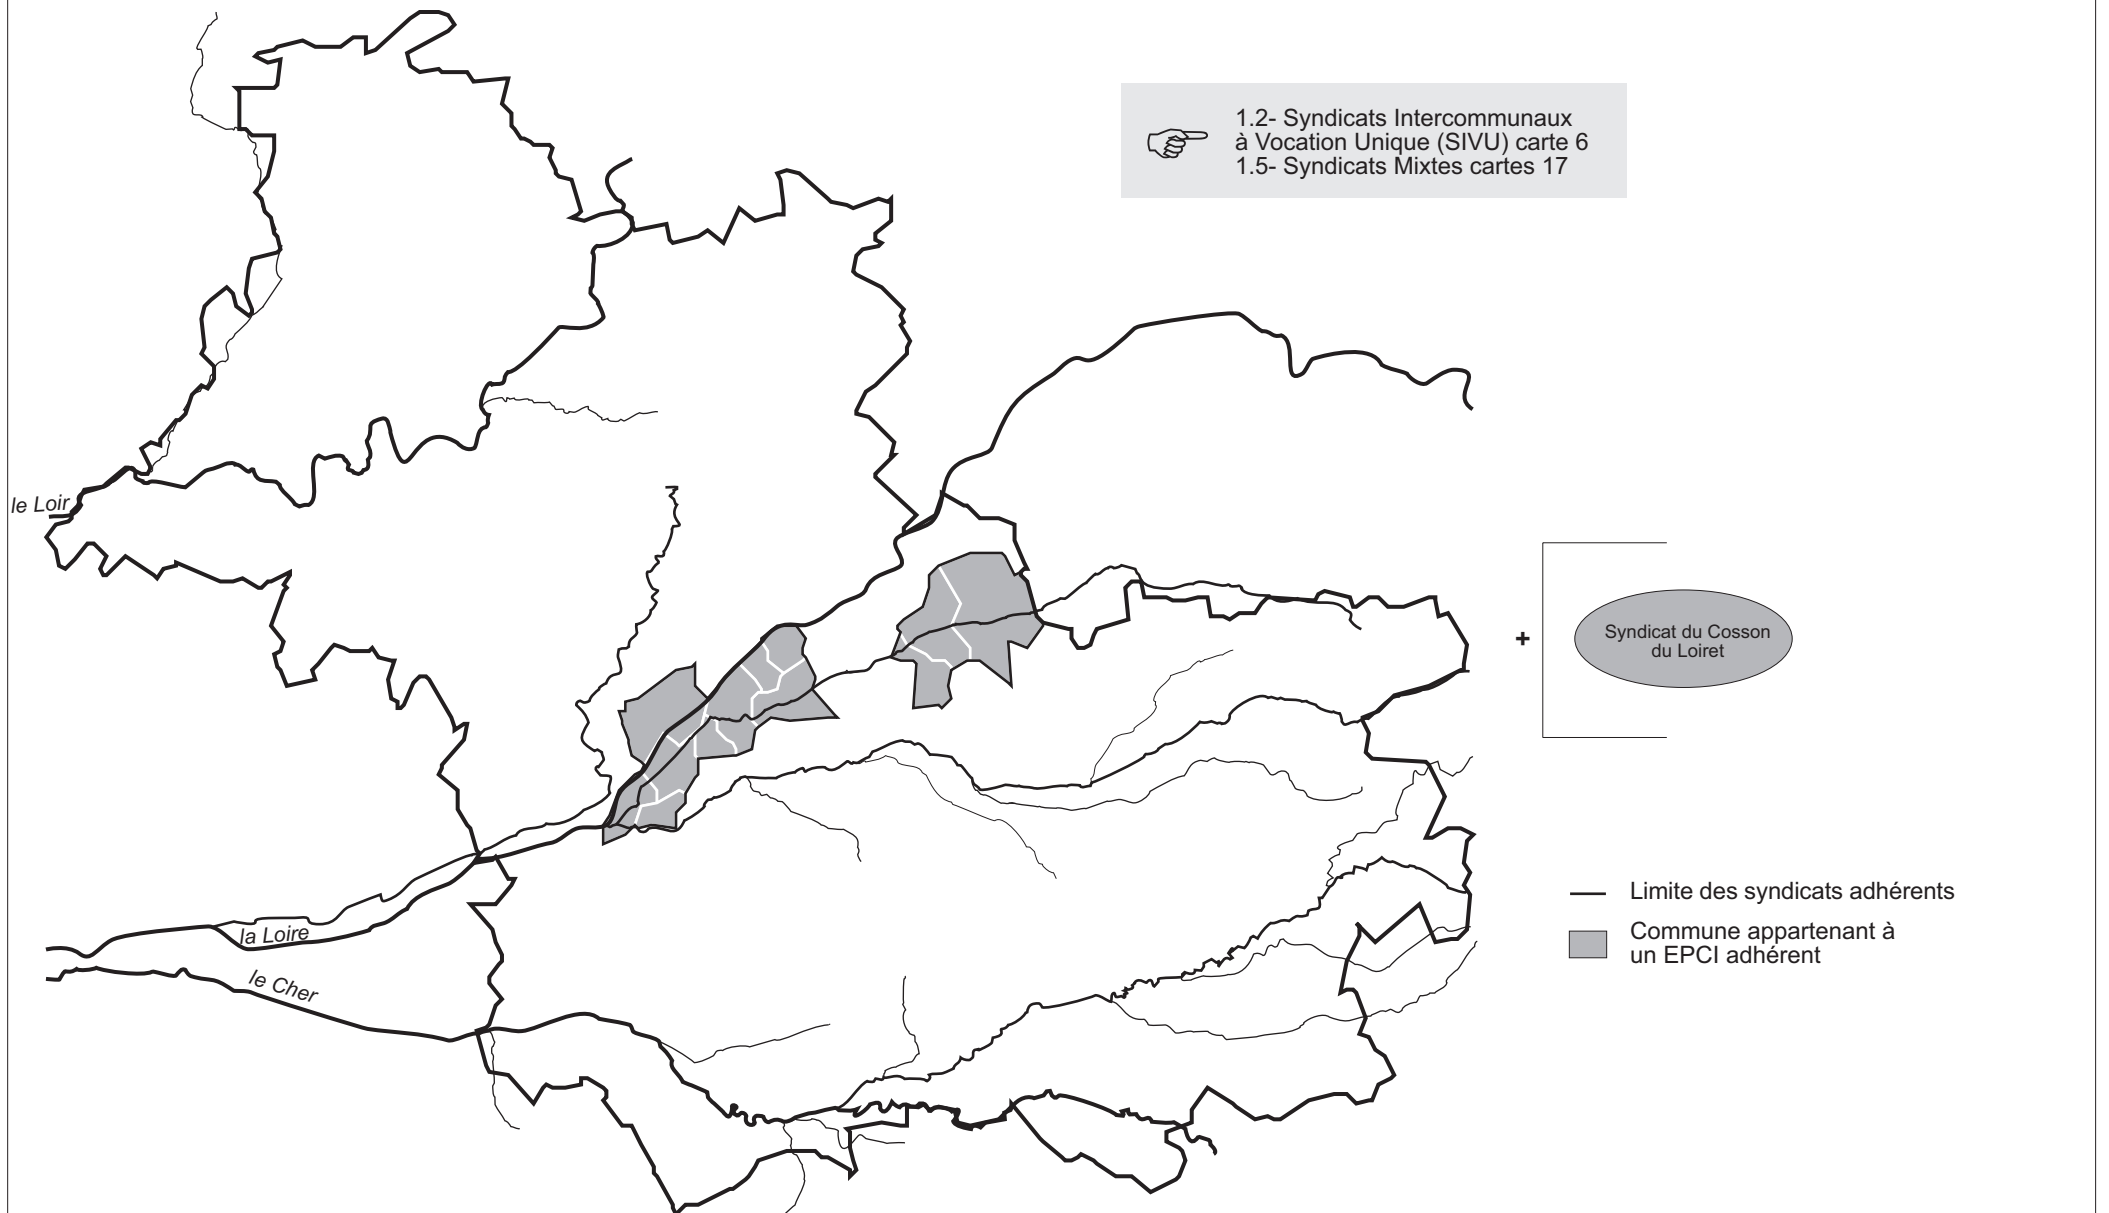 1.2- Syndicats Intercommunaux
à Vocation Unique (SIVU) carte 6
1.5- Syndicats Mixtes cartes 17
le Loir
+
Syndicat du Cosson
du Loiret
Limite des syndicats adhérents
Commune appartenant à
un EPCI adhérent
la Loire
le Cher